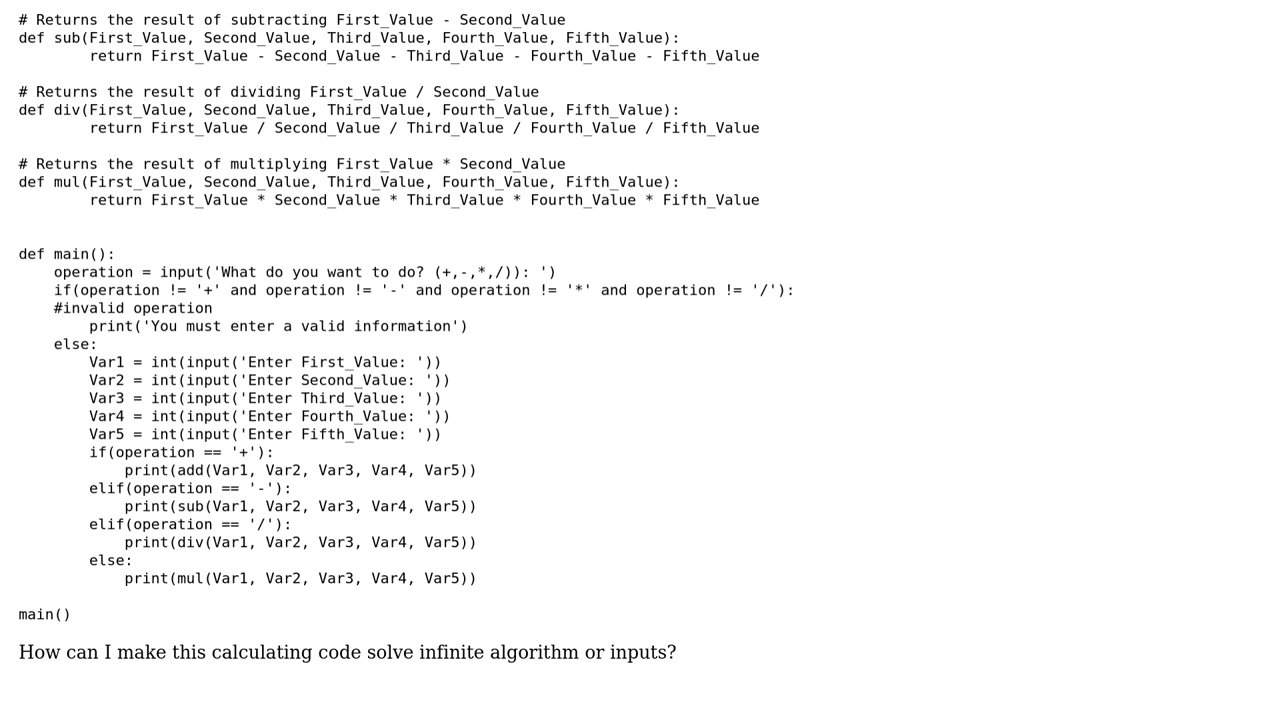 # Returns the result of subtracting First_Value - Second_Value
def sub(First_Value, Second_Value, Third_Value, Fourth_Value, Fifth_Value):
        return First_Value - Second_Value - Third_Value - Fourth_Value - Fifth_Value

# Returns the result of dividing First_Value / Second_Value
def div(First_Value, Second_Value, Third_Value, Fourth_Value, Fifth_Value):
        return First_Value / Second_Value / Third_Value / Fourth_Value / Fifth_Value

# Returns the result of multiplying First_Value * Second_Value
def mul(First_Value, Second_Value, Third_Value, Fourth_Value, Fifth_Value):
        return First_Value * Second_Value * Third_Value * Fourth_Value * Fifth_Value


def main():
    operation = input('What do you want to do? (+,-,*,/)): ')
    if(operation != '+' and operation != '-' and operation != '*' and operation != '/'):
    #invalid operation
        print('You must enter a valid information')
    else:
        Var1 = int(input('Enter First_Value: '))
        Var2 = int(input('Enter Second_Value: '))
        Var3 = int(input('Enter Third_Value: '))
        Var4 = int(input('Enter Fourth_Value: '))
        Var5 = int(input('Enter Fifth_Value: '))
        if(operation == '+'):
            print(add(Var1, Var2, Var3, Var4, Var5))
        elif(operation == '-'):
            print(sub(Var1, Var2, Var3, Var4, Var5))
        elif(operation == '/'):
            print(div(Var1, Var2, Var3, Var4, Var5))
        else:
            print(mul(Var1, Var2, Var3, Var4, Var5))

main()
How can I make this calculating code solve infinite algorithm or inputs?